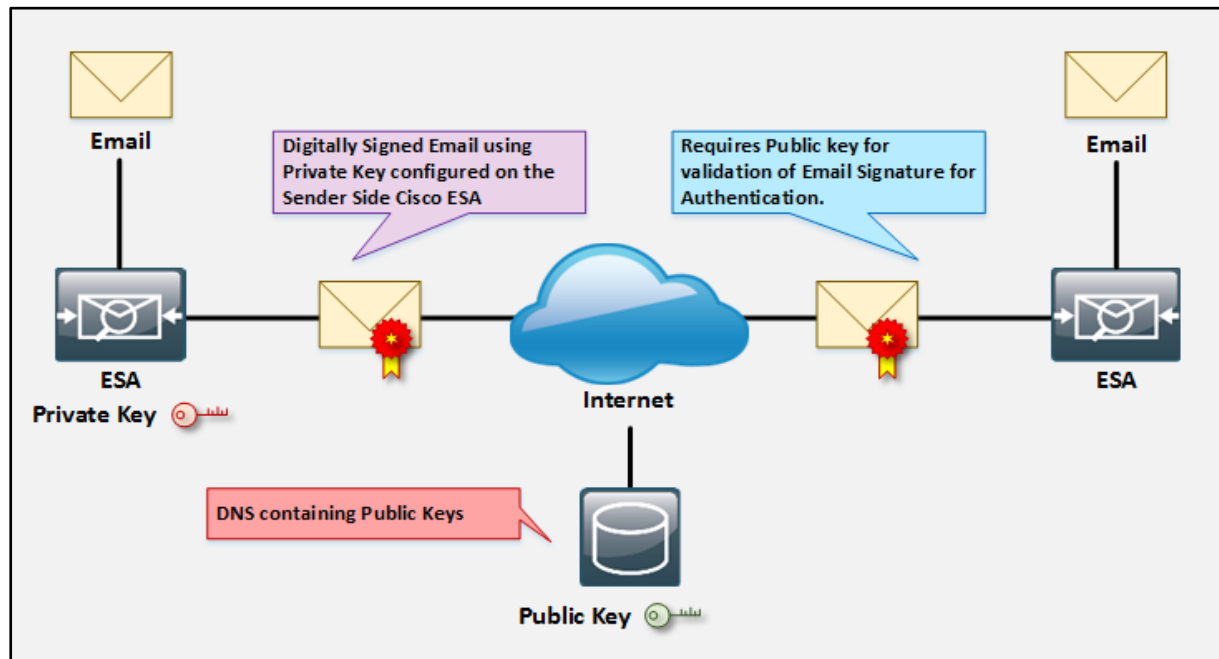 Email
Email
Digitally Signed Email using
Private Key configured on the
Sender Side Cisco ESA
Requires Public key for
validation of Email Signature for
Authentication.
ESA
Private Key
Internet
ESA
DNS containing Public Keys
Public Key